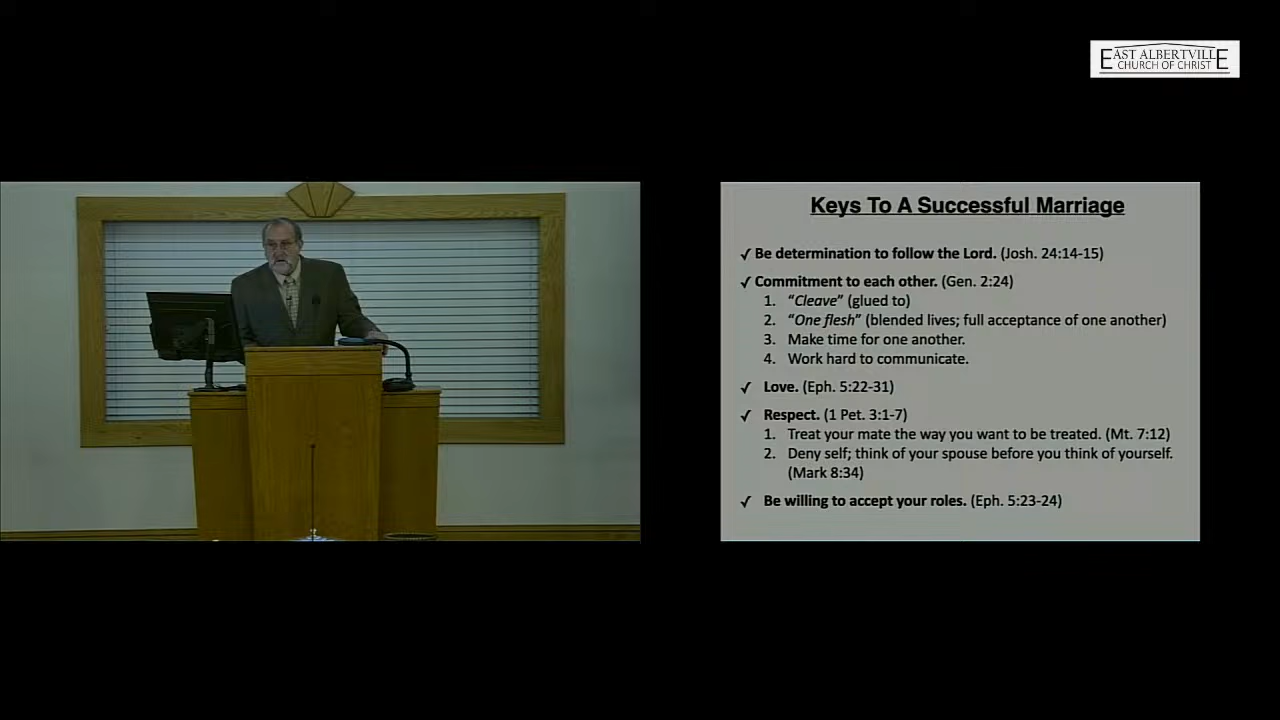 EAST ALBERTVILLE
CHURCH OF CHRIST
Keys To A Successful Marriage
✓ Be determination to follow the Lord. (Josh. 24:14-15)
✓ Commitment to each other. (Gen. 2:24)
1. “Cleave” (glued to)
2. “One flesh” (blended lives; full acceptance of one another)
3. Make time for one another.
4. Work hard to communicate.
✓ Love. (Eph. 5:22-31)
✓ Respect. (1 Pet. 3:1-7)
1. Treat your mate the way you want to be treated. (Mt. 7:12)
2. Deny self; think of your spouse before you think of yourself.
(Mark 8:34)
✓ Be willing to accept your roles. (Eph. 5:23-24)